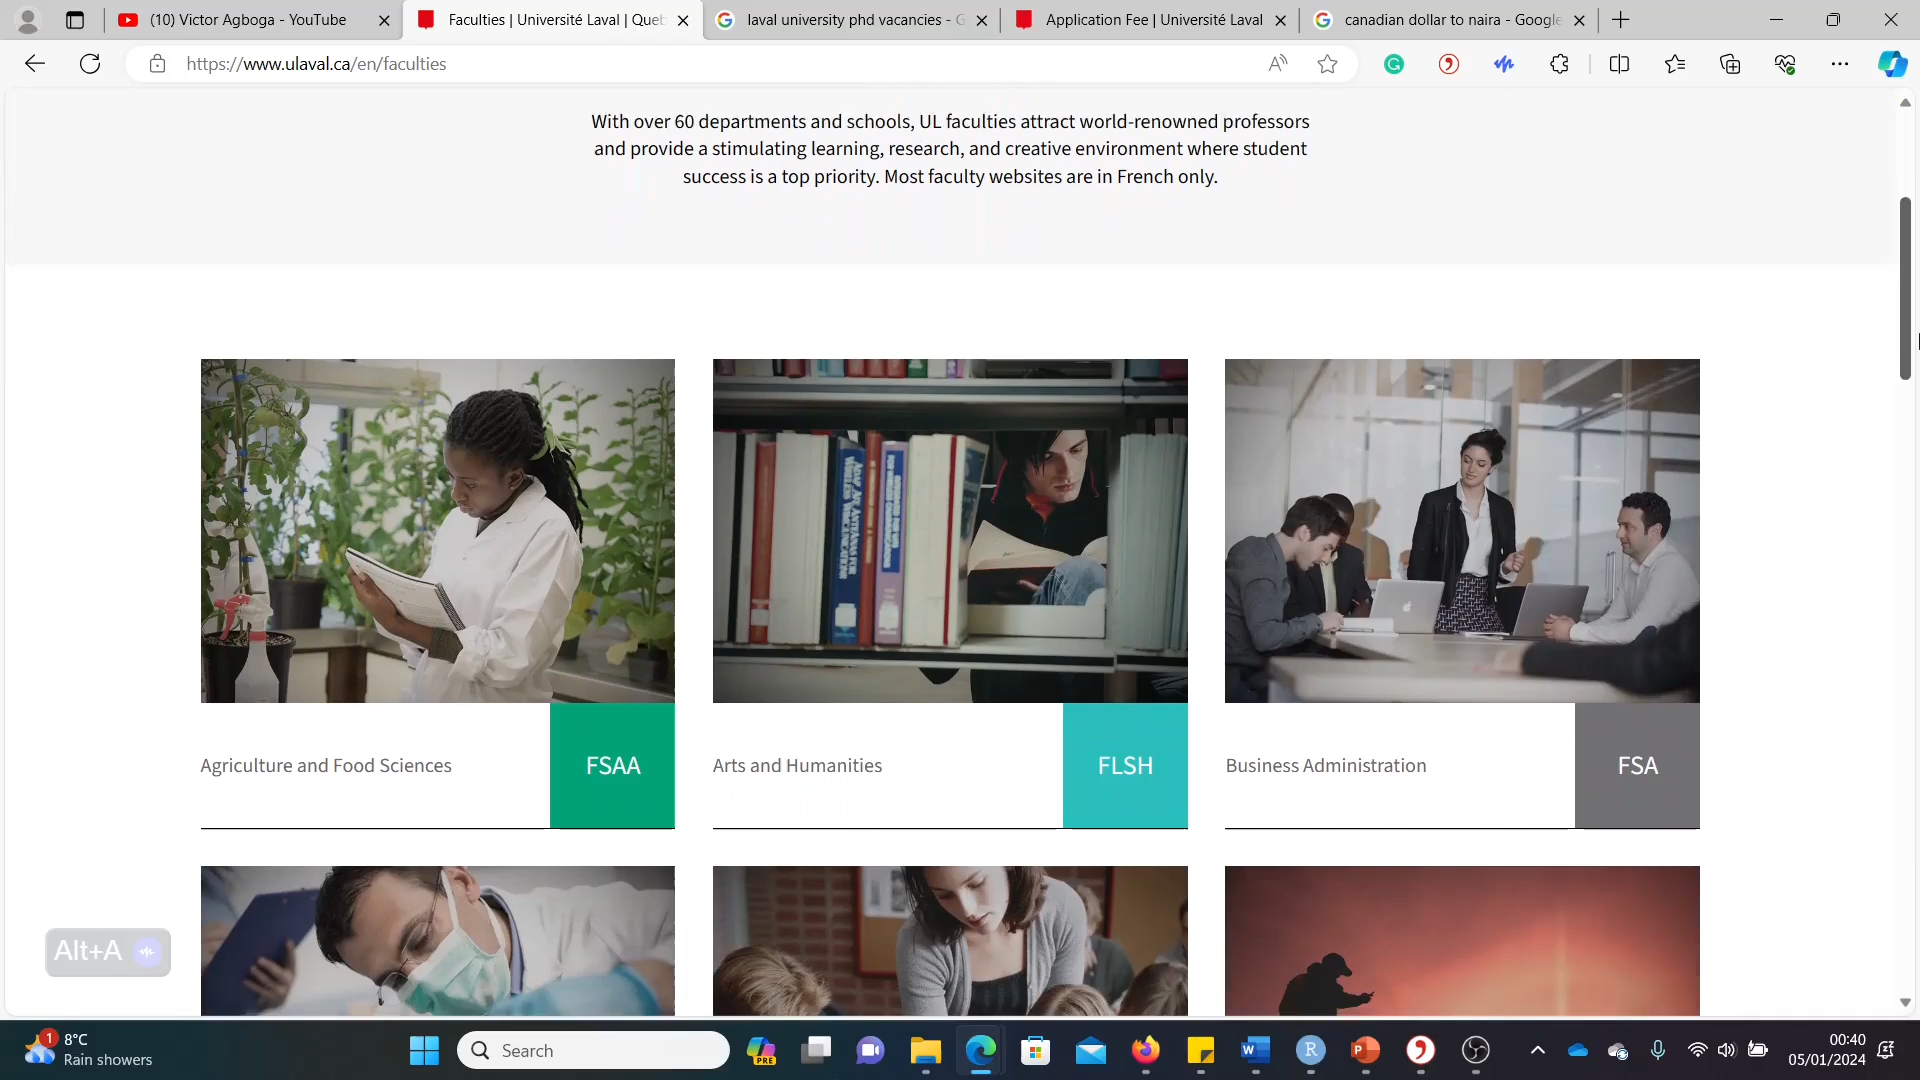 (10) Victor Agboga - YouTube
Faculties | Université Laval | Queb
laval university phd vacancies - G
Application Fee | Université Laval
canadian dollar to naira - Google
https://www.ulaval.ca/en/faculties
With over 60 departments and schools, UL faculties attract world-renowned professors
and provide a stimulating learning, research, and creative environment where student
success is a top priority. Most faculty websites are in French only.
Agriculture and Food Sciences
FSAA
Arts and Humanities
FLSH
Business Administration
FSA
Alt+A
1
8°C
Rain showers
Search
PRE
00:40
05/01/2024